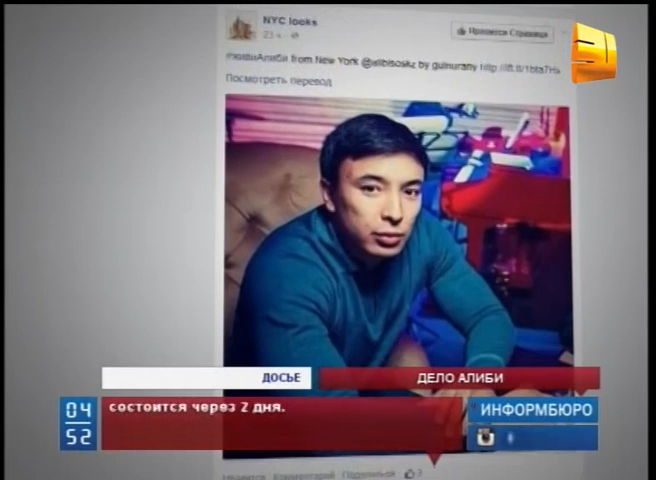 NYC looks
23 ч.
Нравится Страница
#живиАлиби from New York @alibisoskz by gulnurany http://ift.tt/1bta7Hs
Посмотреть перевод
ДОСЬЕ
ДЕЛО АЛИБИ
04
52
состоится через 2 дня.
ИНФОРМБЮРО
Нравится Комментарий Поделиться